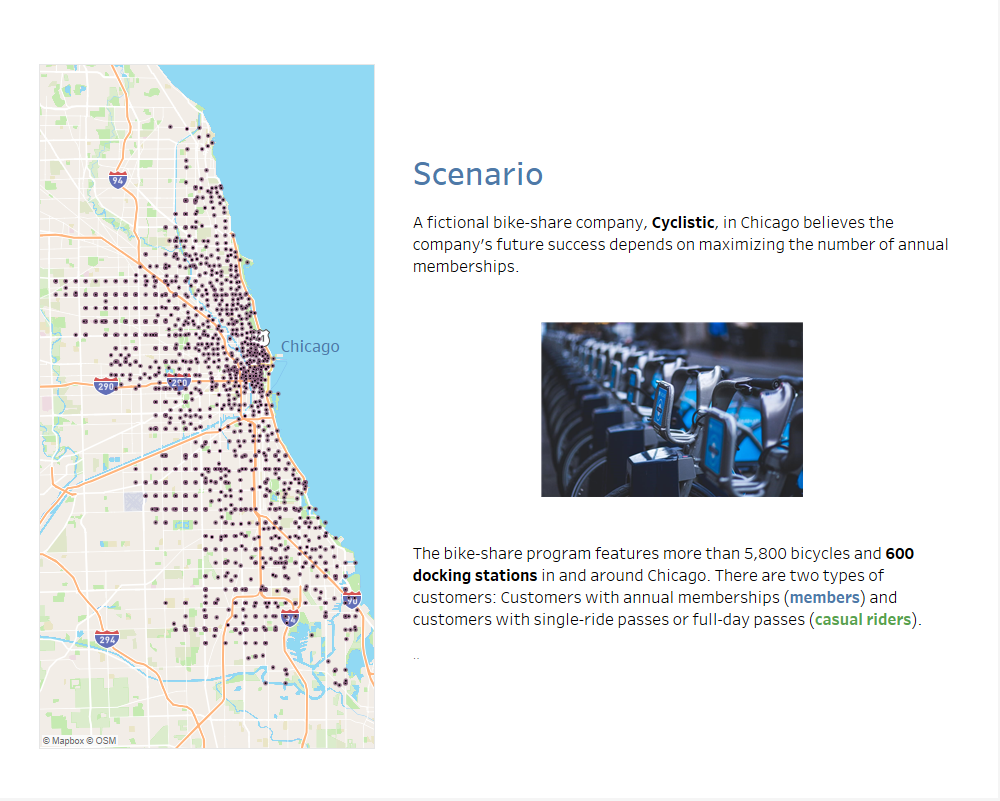 Scenario
A fictional bike-share company, Cyclistic, in Chicago believes the
company's future success depends on maximizing the number of annual
memberships.
94
Chicago
290
290
The bike-share program features more than 5,800 bicycles and 600
docking stations in and around Chicago. There are two types of
customers: Customers with annual memberships (members) and
customers with single-ride passes or full-day passes (casual riders).
..
294
© Mapbox © OSM